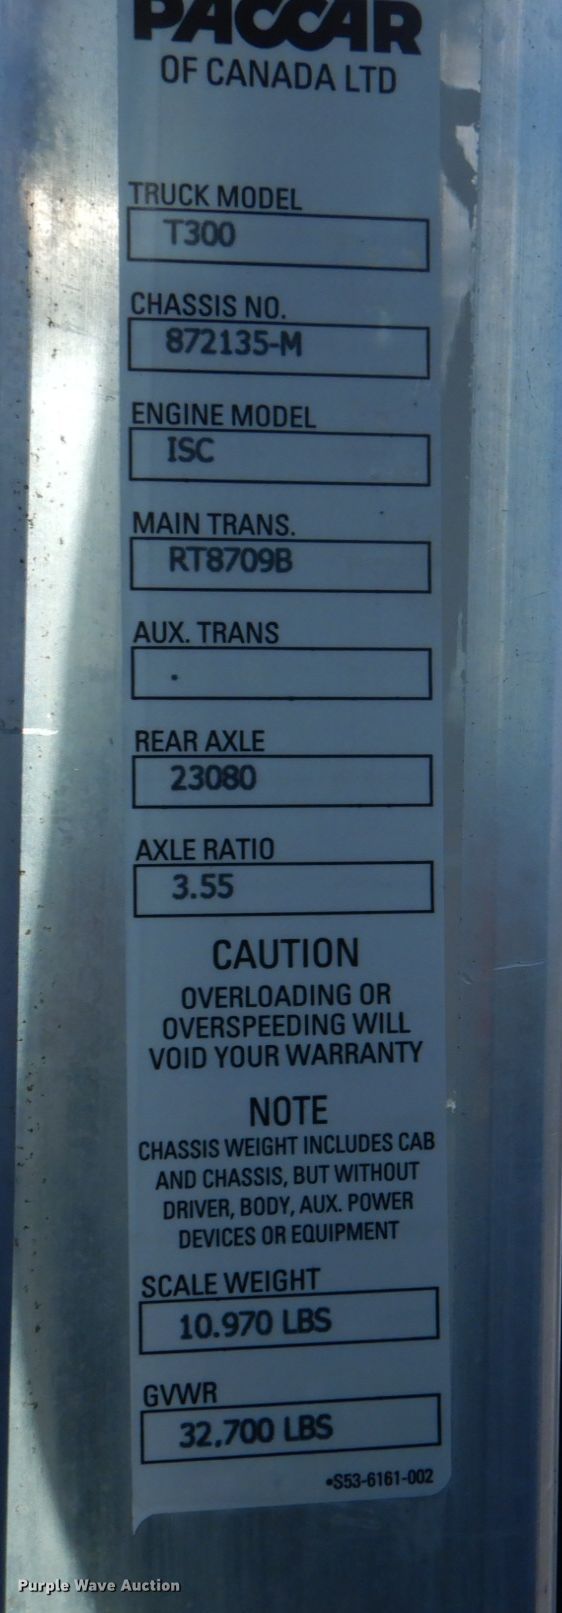 PACCAR
OF CANADA LTD
TRUCK MODEL
T300
CHASSIS NO.
872135-M
ENGINE MODEL
ISC
MAIN TRANS.
RT8709B
AUX. TRANS
.
REAR AXLE
23080
AXLE RATIO
3.55
CAUTION
OVERLOADING OR
OVERSPEEDING WILL
VOID YOUR WARRANTY
NOTE
CHASSIS WEIGHT INCLUDES CAB
AND CHASSIS, BUT WITHOUT
DRIVER, BODY, AUX. POWER
DEVICES OR EQUIPMENT
SCALE WEIGHT
10.970 LBS
GVWR
32,700 LBS
•S53-6161-002
Purple Wave Auction